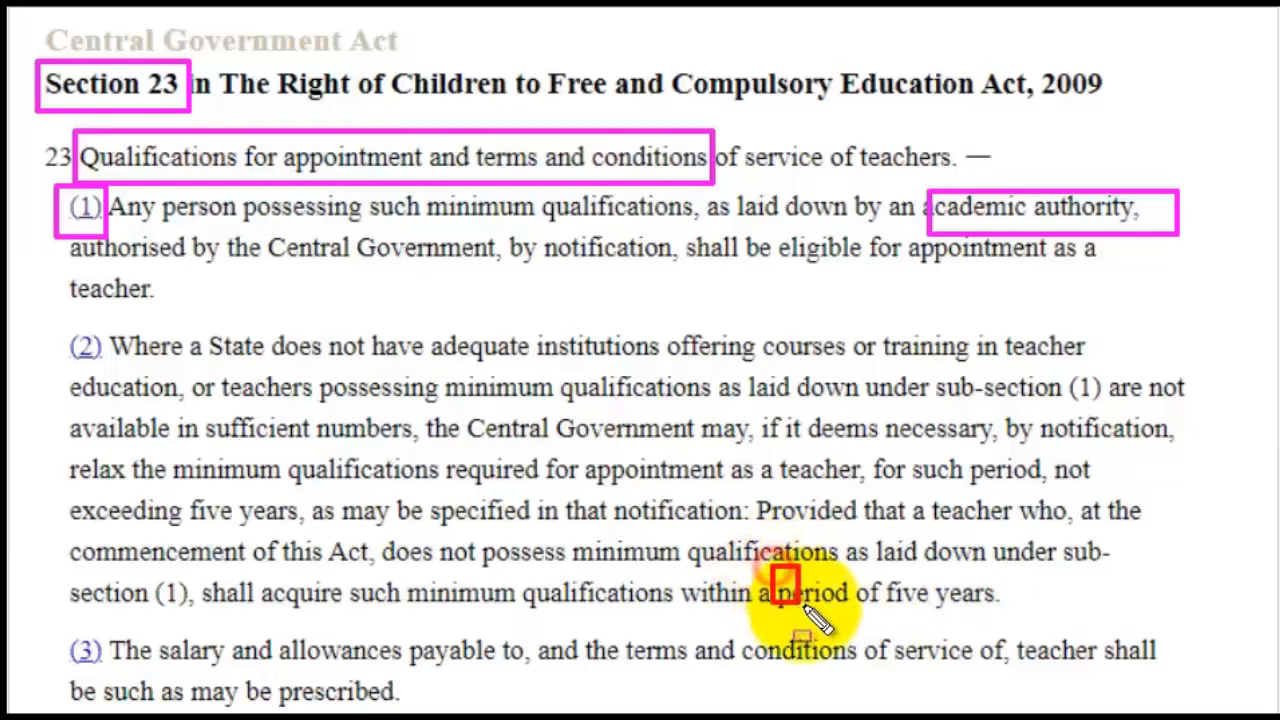 Central Government Act
Section 23 in The Right of Children to Free and Compulsory Education Act, 2009
23 Qualifications for appointment and terms and conditions of service of teachers. —
(1) Any person possessing such minimum qualifications, as laid down by an academic authority,
authorised by the Central Government, by notification, shall be eligible for appointment as a
teacher.
(2) Where a State does not have adequate institutions offering courses or training in teacher
education, or teachers possessing minimum qualifications as laid down under sub-section (1) are not
available in sufficient numbers, the Central Government may, if it deems necessary, by notification,
relax the minimum qualifications required for appointment as a teacher, for such period, not
exceeding five years, as may be specified in that notification: Provided that a teacher who, at the
commencement of this Act, does not possess minimum qualifications as laid down under sub-
section (1), shall acquire such minimum qualifications within a period of five years.
(3) The salary and allowances payable to, and the terms and conditions of service of, teacher shall
be such as may be prescribed.